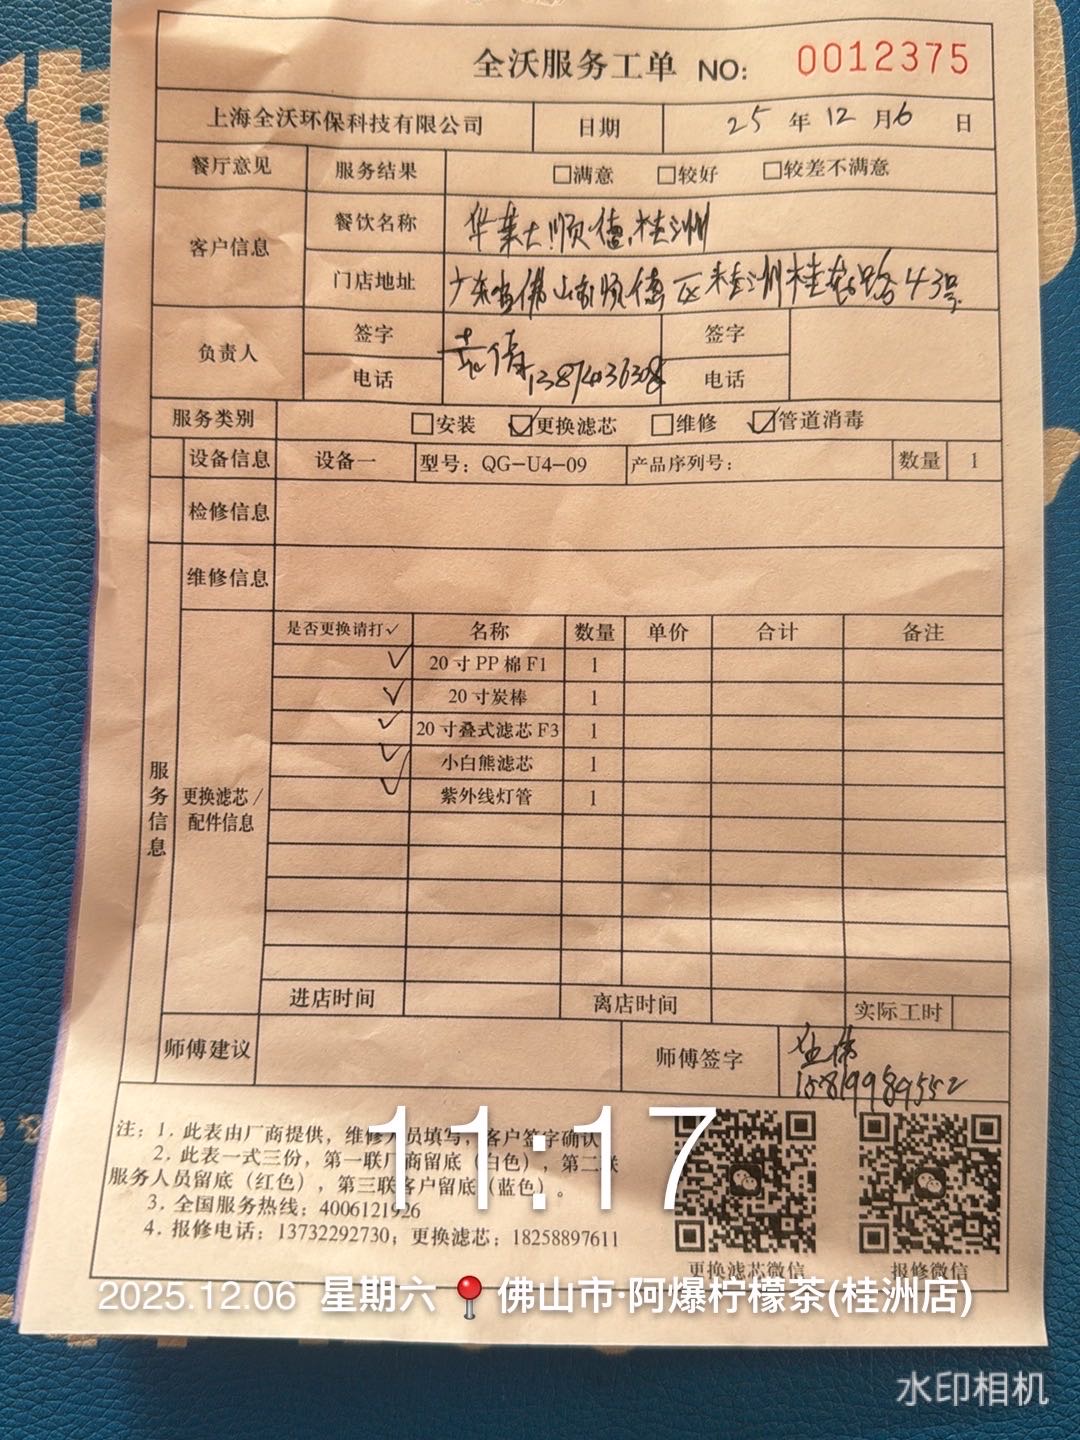 全沃服务工单 NO: 0012375
上海全沃环保科技有限公司 日期 25年12月6日
餐厅意见 服务结果 □满意 □较好 □较差不满意
客户信息 餐饮名称 华莱士顺德桂洲
门店地址 广东省佛山市顺德区桂洲桂新路43号
负责人 签字 倩 签字
电话 13874036308 电话
服务类别 □安装 ☑更换滤芯 □维修 ☑管道消毒
设备信息 设备一 型号：QG-U4-09 产品序列号： 数量 1
检修信息
维修信息
服务信息
更换滤芯/配件信息
是否更换请打✓ 名称 数量 单价 合计 备注
✓ 20寸PP棉F1 1
✓ 20寸炭棒 1
✓ 20寸叠式滤芯F3 1
✓ 小白熊滤芯 1
✓ 紫外线灯管 1
进店时间 离店时间 实际工时
师傅建议 师傅签字 伟
15819989552
注：1．此表由厂商提供，维修人员填写，客户签字确认
2．此表一式三份，第一联厂商留底（白色），第二联
服务人员留底（红色），第三联客户留底（蓝色）。
3．全国服务热线：4006121926
4．报修电话：13732292730；更换滤芯：18258897611
更换滤芯微信 报修微信
11:17
2025.12.06 星期六 佛山市·阿爆柠檬茶(桂洲店)
水印相机